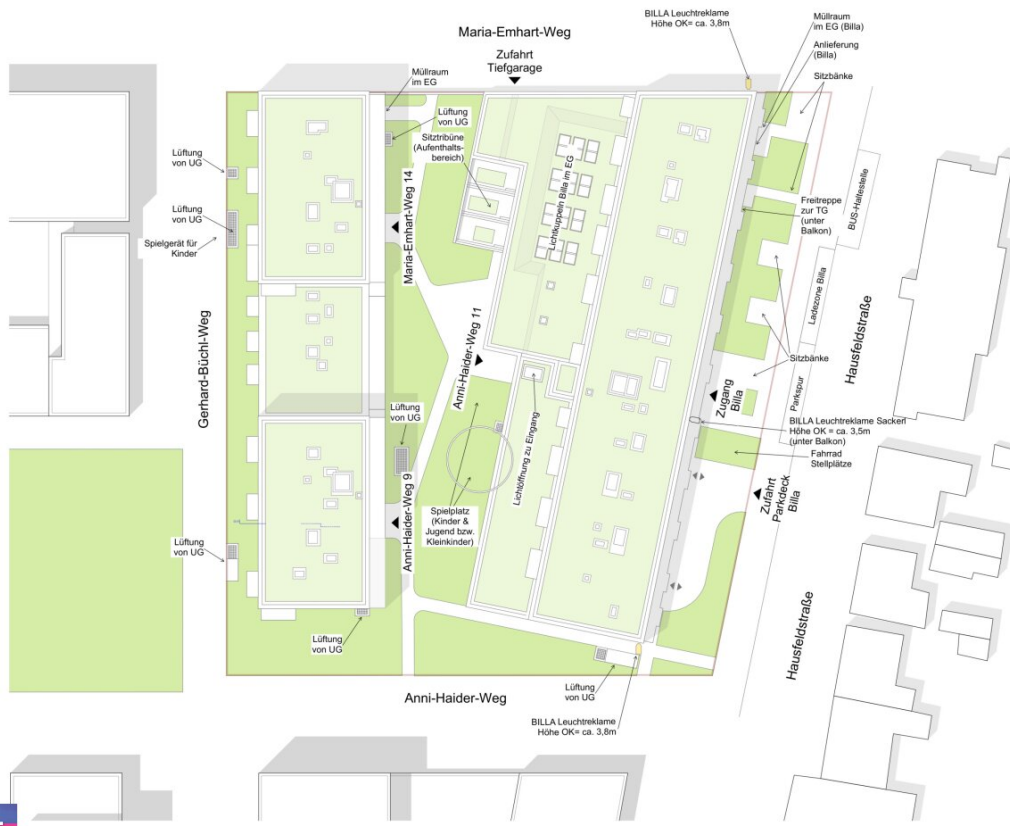 BILLA Leuchtreklame
Höhe OK= ca. 3,8m
Müllraum
im EG (Billa)
Maria-Emhart-Weg
Anlieferung
(Billa)
Zufahrt
Tiefgarage
Sitzbänke
Müllraum
im EG
Lüftung
von UG
Sitztribüne
(Aufenthalts-
bereich)
Lüftung
von UG
Lüftung
von UG
Spielgerät für
Kinder
Maria-Emhart-Weg 14
Lichtkuppeln Billa im EG
Freitreppe
zur TG
(unter
Balkon)
BUS-Haltestelle
Ladezone Billa
Hausfeldstraße
Gerhard-Büchl-Weg
Anni-Haider-Weg 11
Sitzbänke
Parkspur
Zugang
Billa
Lüftung
von UG
Lichtöffnung zu Eingang
BILLA Leuchtreklame Sackerl
Höhe OK = ca. 3,5m
(unter Balkon)
Fahrrad
Stellplätze
Zufahrt
Parkdeck
Billa
Anni-Haider-Weg 9
Spielplatz
(Kinder &
Jugend bzw.
Kleinkinder)
Lüftung
von UG
Hausfeldstraße
Lüftung
von UG
Anni-Haider-Weg
Lüftung
von UG
BILLA Leuchtreklame
Höhe OK= ca. 3,8m